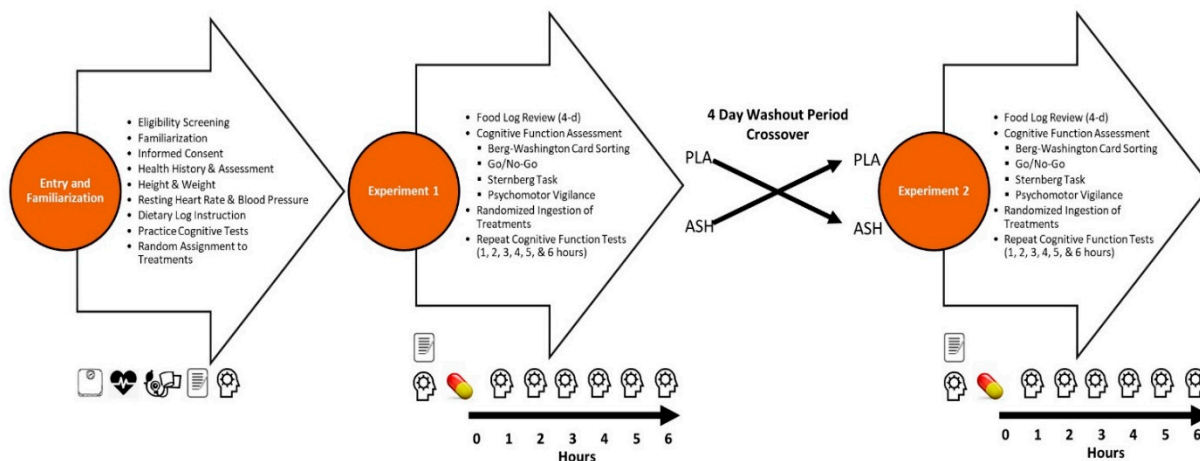 Entry and
Familiarization
• Eligibility Screening
• Familiarization
• Informed Consent
• Health History & Assessment
• Height & Weight
• Resting Heart Rate & Blood Pressure
• Dietary Log Instruction
• Practice Cognitive Tests
• Random Assignment to
Treatments
Experiment 1
• Food Log Review (4-d)
• Cognitive Function Assessment
▪ Berg-Washington Card Sorting
▪ Go/No-Go
▪ Sternberg Task
▪ Psychomotor Vigilance
• Randomized Ingestion of
Treatments
• Repeat Cognitive Function Tests
(1, 2, 3, 4, 5, & 6 hours)
0 1 2 3 4 5 6
Hours
4 Day Washout Period
Crossover
PLA PLA
ASH ASH
Experiment 2
• Food Log Review (4-d)
• Cognitive Function Assessment
▪ Berg-Washington Card Sorting
▪ Go/No-Go
▪ Sternberg Task
▪ Psychomotor Vigilance
• Randomized Ingestion of
Treatments
• Repeat Cognitive Function Tests
(1, 2, 3, 4, 5, & 6 hours)
0 1 2 3 4 5 6
Hours